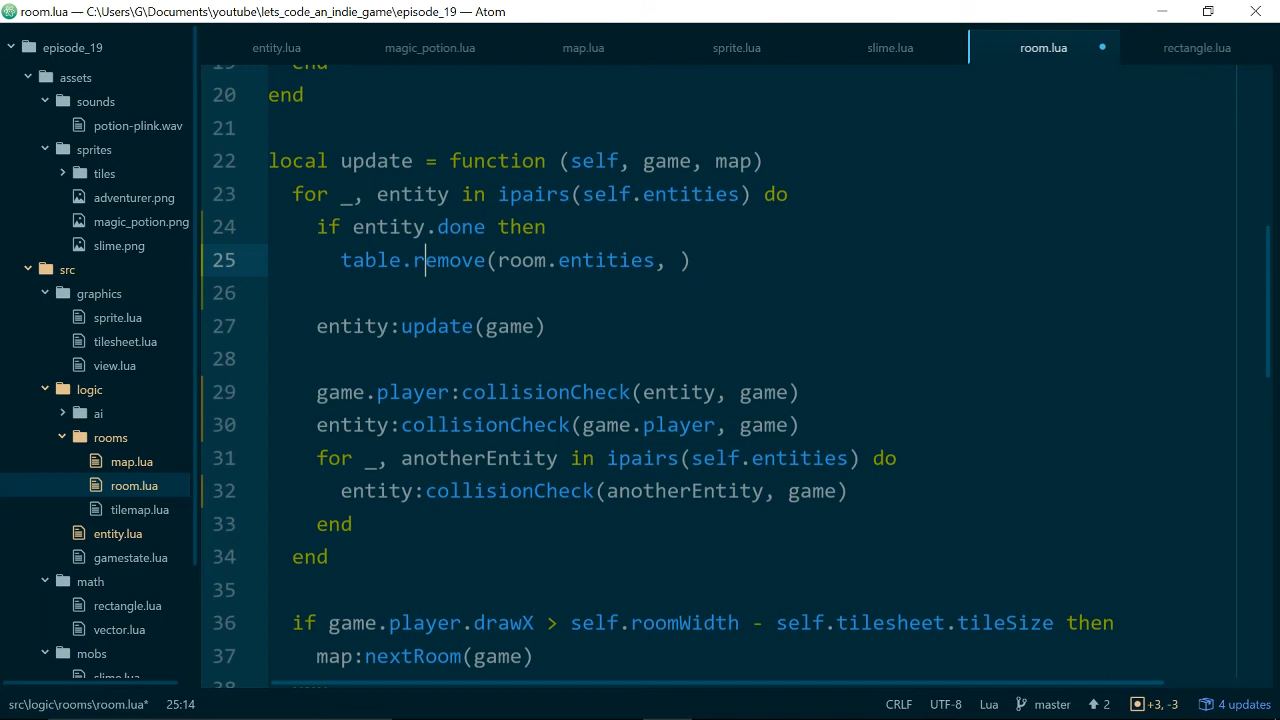 room.lua — C:\Users\G\Documents\youtube\lets_code_an_indie_game\episode_19 — Atom
episode_19
assets
sounds
potion-plink.wav
sprites
tiles
adventurer.png
magic_potion.png
slime.png
src
graphics
sprite.lua
tilesheet.lua
view.lua
logic
ai
rooms
map.lua
room.lua
tilemap.lua
entity.lua
gamestate.lua
math
rectangle.lua
vector.lua
mobs
slime.lua
entity.lua magic_potion.lua map.lua sprite.lua slime.lua room.lua rectangle.lua
19 end
20 end
21
22 local update = function (self, game, map)
23 for _, entity in ipairs(self.entities) do
24 if entity.done then
25 table.remove(room.entities, )
26
27 entity:update(game)
28
29 game.player:collisionCheck(entity, game)
30 entity:collisionCheck(game.player, game)
31 for _, anotherEntity in ipairs(self.entities) do
32 entity:collisionCheck(anotherEntity, game)
33 end
34 end
35
36 if game.player.drawX > self.roomWidth - self.tilesheet.tileSize then
37 map:nextRoom(game)
38
src\logic\rooms\room.lua* 25:14 CRLF UTF-8 Lua master 2 +3, -3 4 updates